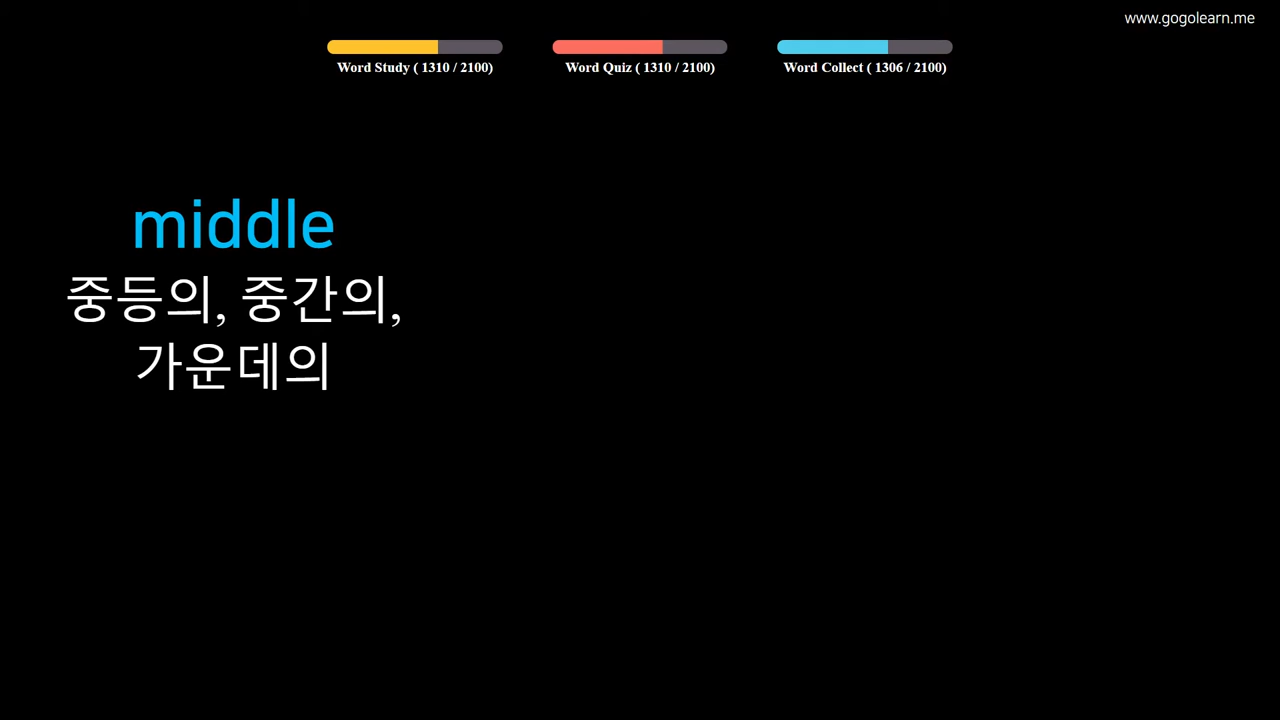 www.gogolearn.me
Word Study ( 1310 / 2100)
Word Quiz ( 1310 / 2100)
Word Collect ( 1306 / 2100)
middle
중등의, 중간의,
가운데의